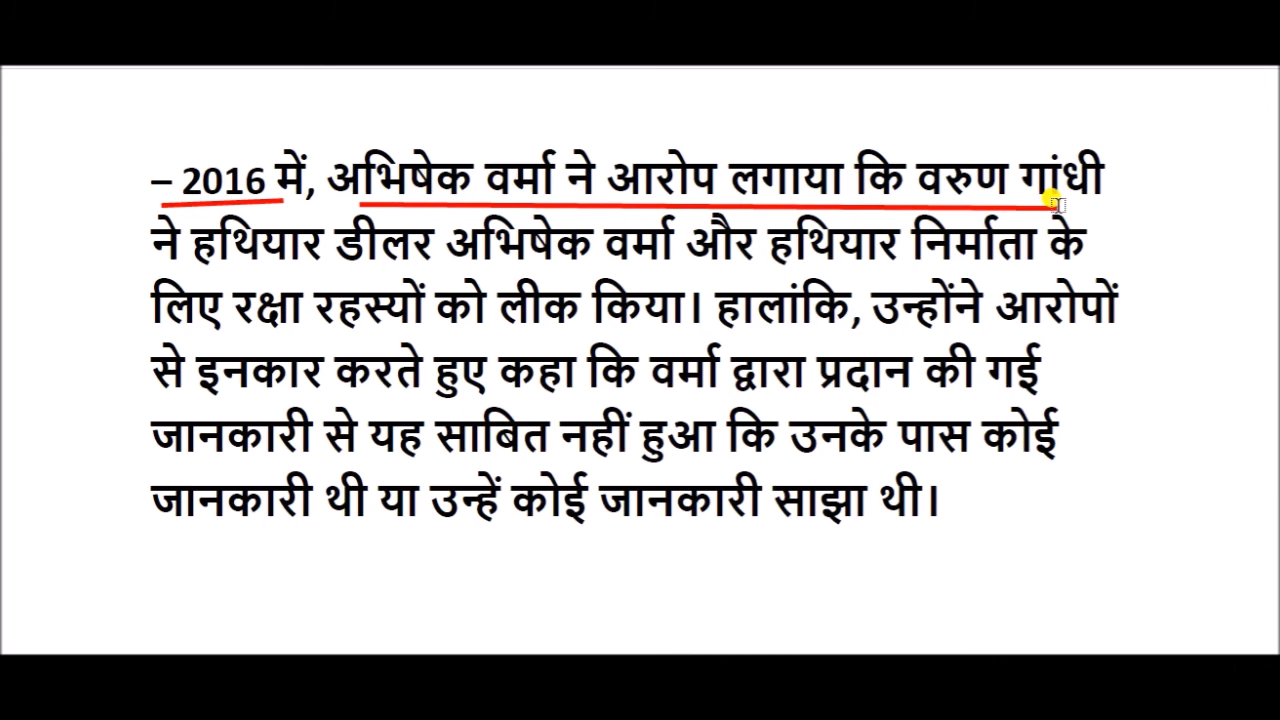 – 2016 में, अभिषेक वर्मा ने आरोप लगाया कि वरुण गांधी
ने हथियार डीलर अभिषेक वर्मा और हथियार निर्माता के
लिए रक्षा रहस्यों को लीक किया। हालांकि, उन्होंने आरोपों
से इनकार करते हुए कहा कि वर्मा द्वारा प्रदान की गई
जानकारी से यह साबित नहीं हुआ कि उनके पास कोई
जानकारी थी या उन्हें कोई जानकारी साझा थी।